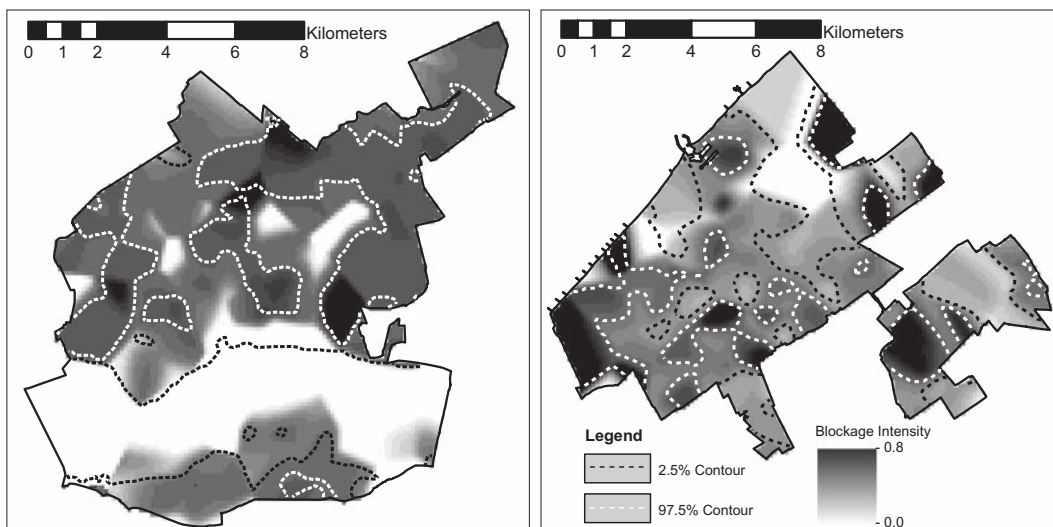 Kilometers
0 1 2 4 6 8
Kilometers
0 1 2 4 6 8
Legend
2.5% Contour
97.5% Contour
Blockage Intensity
0.8
0.0